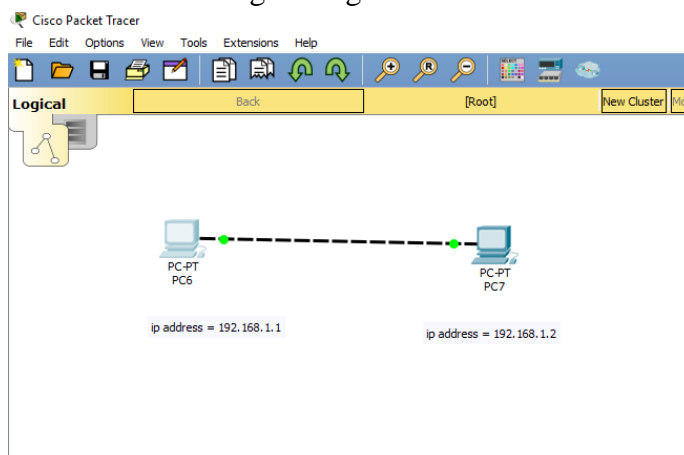 Cisco Packet Tracer
File Edit Options View Tools Extensions Help
Logical Back [Root] New Cluster
PC-PT
PC6
PC-PT
PC7
ip address = 192.168.1.1
ip address = 192.168.1.2